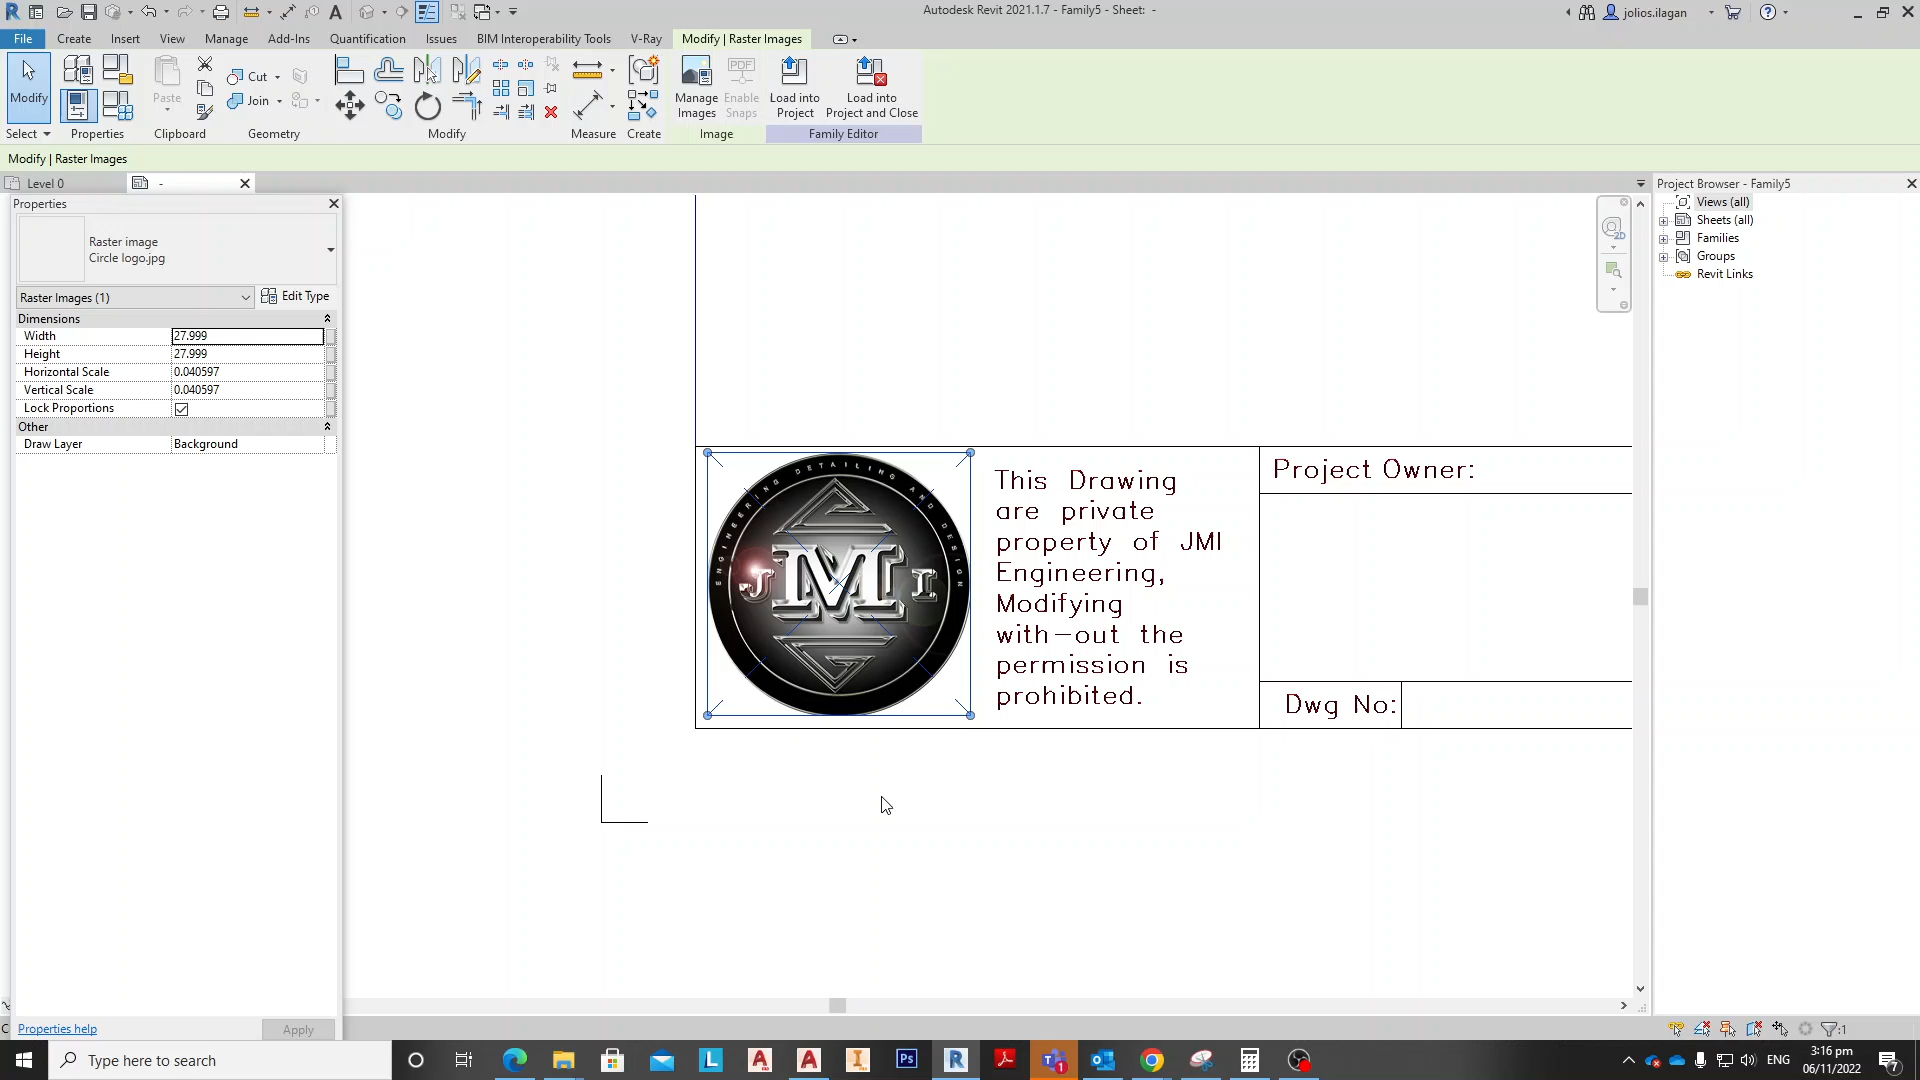 Autodesk Revit 2021.1.7 - Family5 - Sheet: -
jolios.ilagan
File Create Insert View Manage Add-Ins Quantification Issues BIM Interoperability Tools V-Ray Modify | Raster Images
Modify
Paste
Cut
Join
Manage Images
Enable Snaps
Load into Project
Load into Project and Close
Select Properties Clipboard Geometry Modify Measure Create Image Family Editor
Modify | Raster Images
Level 0
-
Properties
Raster image
Circle logo.jpg
Raster Images (1)
Edit Type
Dimensions
Width 27.999
Height 27.999
Horizontal Scale 0.040597
Vertical Scale 0.040597
Lock Proportions
Other
Draw Layer Background
Properties help
Apply
ENGINEERING DETAILING AND DESIGN
J M I
This Drawing
are private
property of JMI
Engineering,
Modifying
with-out the
permission is
prohibited.
Project Owner:
Dwg No:
Project Browser - Family5
Views (all)
Sheets (all)
Families
Groups
Revit Links
2D
:1
Type here to search
ENG
3:16 pm
06/11/2022